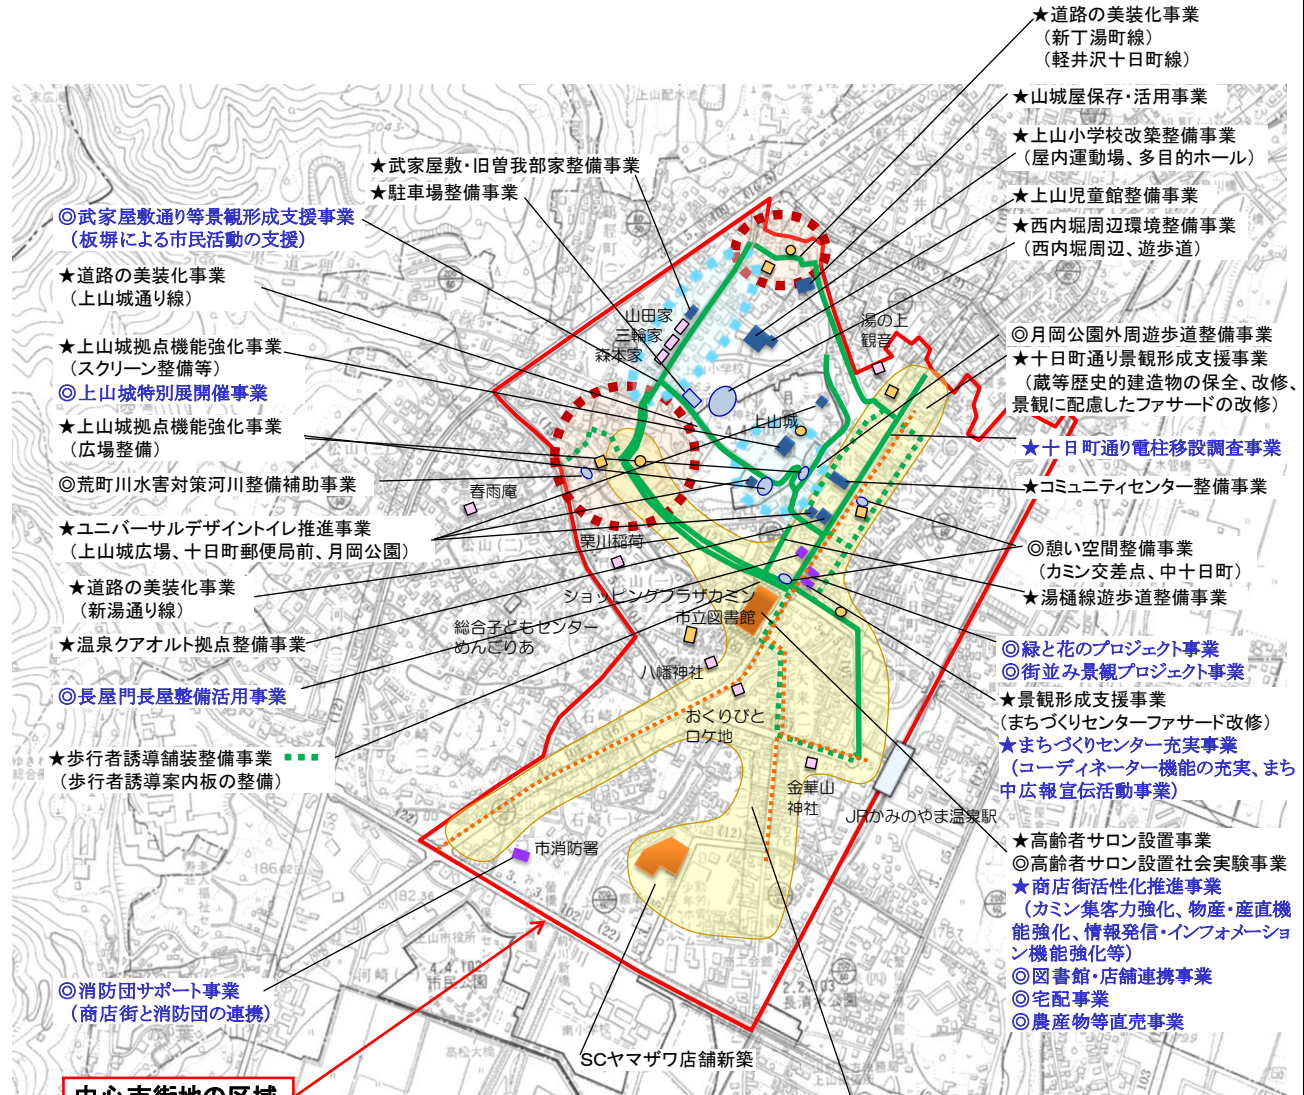 ★道路の美装化事業
（新丁湯町線）
（軽井沢十日町線）
★山城屋保存・活用事業
★上山小学校改築整備事業
（屋内運動場、多目的ホール）
★上山児童館整備事業
★西内堀周辺環境整備事業
（西内堀周辺、遊歩道）
◎月岡公園外周遊歩道整備事業
★十日町通り景観形成支援事業
（蔵等歴史的建造物の保全、改修、
景観に配慮したファサードの改修）
★十日町通り電柱移設調査事業
★コミュニティセンター整備事業
◎憩い空間整備事業
（カミン交差点、中十日町）
★湯樋線遊歩道整備事業
◎緑と花のプロジェクト事業
◎街並み景観プロジェクト事業
★景観形成支援事業
（まちづくりセンターファサード改修）
★まちづくりセンター充実事業
（コーディネーター機能の充実、まち
中広報宣伝活動事業）
★高齢者サロン設置事業
◎高齢者サロン設置社会実験事業
★商店街活性化推進事業
（カミン集客力強化、物産・産直機
能強化、情報発信・インフォメーショ
ン機能強化等）
◎図書館・店舗連携事業
◎宅配事業
◎農産物等直売事業
★武家屋敷・旧曽我部家整備事業
★駐車場整備事業
◎武家屋敷通り等景観形成支援事業
（板塀による市民活動の支援）
★道路の美装化事業
（上山城通り線）
★上山城拠点機能強化事業
（スクリーン整備等）
◎上山城特別展開催事業
★上山城拠点機能強化事業
（広場整備）
◎荒町川水害対策河川整備補助事業
★ユニバーサルデザイントイレ推進事業
（上山城広場、十日町郵便局前、月岡公園）
★道路の美装化事業
（新湯通り線）
★温泉クアオルト拠点整備事業
◎長屋門長屋整備活用事業
★歩行者誘導舗装整備事業
（歩行者誘導案内板の整備）
◎消防団サポート事業
（商店街と消防団の連携）
中心市街地の区域
山田家
三輪家
森本家
湯の上
観音
上山城
春雨庵
栗川稲荷
ショッピングプラザカミン
市立図書館
総合子どもセンター
めんごりあ
八幡神社
おくりびと
ロケ地
金華山
神社
JRかみのやま温泉駅
市消防署
SCヤマザワ店舗新築